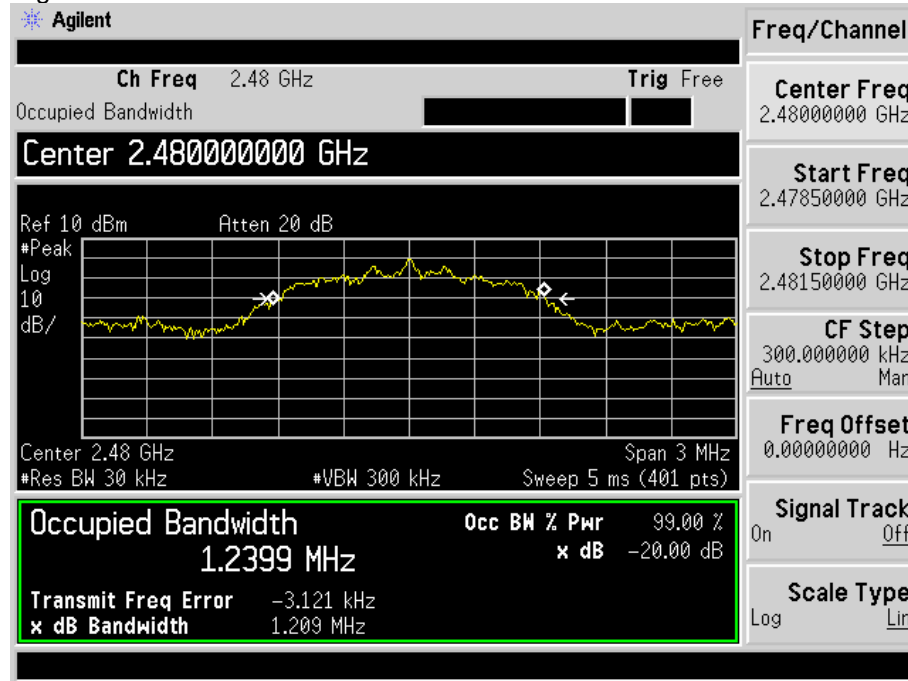 Agilent
Freq/Channel
Ch Freq 2.48 GHz Trig Free
Occupied Bandwidth
Center 2.480000000 GHz
Ref 10 dBm Atten 20 dB
#Peak
Log
10
dB/
Center 2.48 GHz Span 3 MHz
#Res BW 30 kHz #VBW 300 kHz Sweep 5 ms (401 pts)
Occupied Bandwidth Occ BW % Pwr 99.00 %
1.2399 MHz x dB -20.00 dB
Transmit Freq Error -3.121 kHz
x dB Bandwidth 1.209 MHz
Center Freq
2.48000000 GHz
Start Freq
2.47850000 GHz
Stop Freq
2.48150000 GHz
CF Step
300.000000 kHz
Auto Man
Freq Offset
0.00000000 Hz
Signal Track
On Off
Scale Type
Log Lin